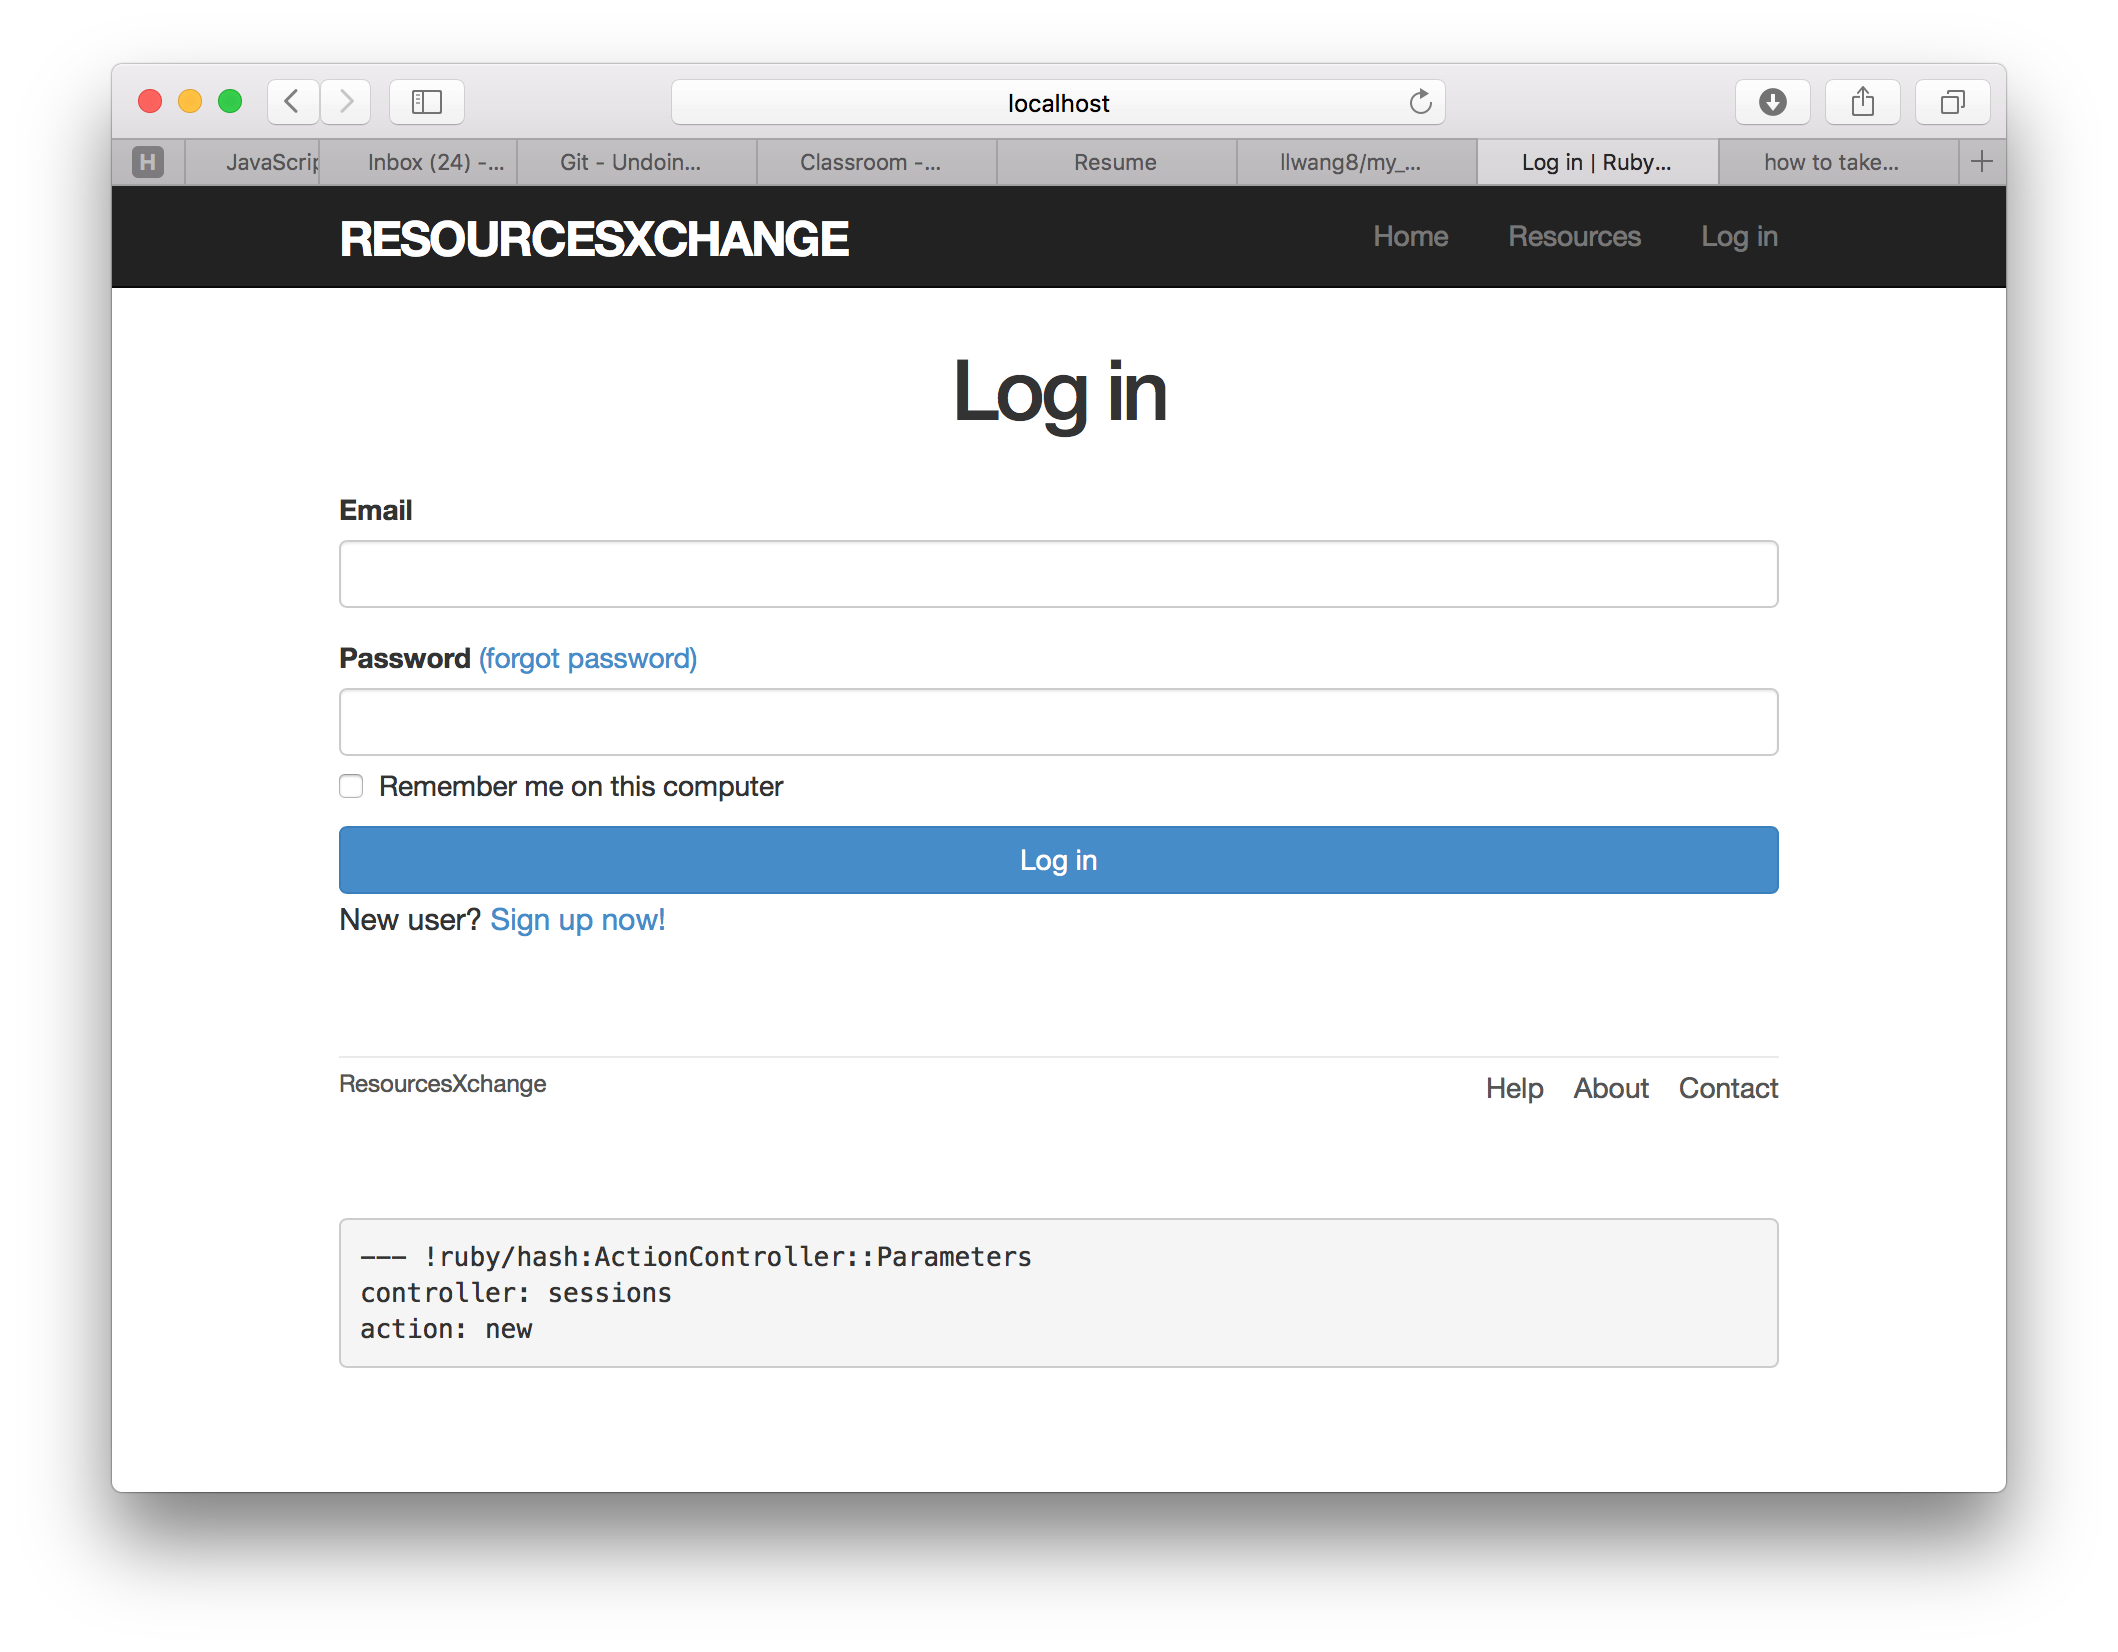 localhost
H JavaScrip Inbox (24) -... Git - Undoin... Classroom -... Resume llwang8/my_... Log in | Ruby... how to take...
RESOURCESXCHANGE Home Resources Log in
Log in
Email
Password (forgot password)
Remember me on this computer
Log in
New user? Sign up now!
ResourcesXchange Help About Contact
--- !ruby/hash:ActionController::Parameters
controller: sessions
action: new